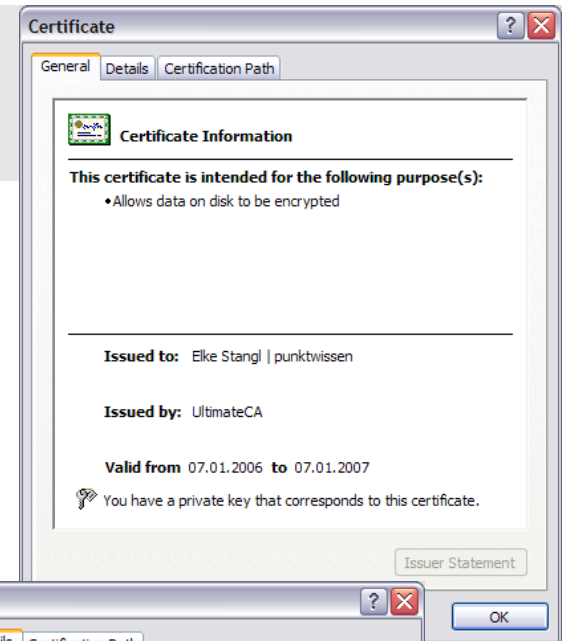 Certificate
General Details Certification Path
Certificate Information
This certificate is intended for the following purpose(s):
•Allows data on disk to be encrypted
Issued to: Elke Stangl | punktwissen
Issued by: UltimateCA
Valid from 07.01.2006 to 07.01.2007
You have a private key that corresponds to this certificate.
Issuer Statement
OK